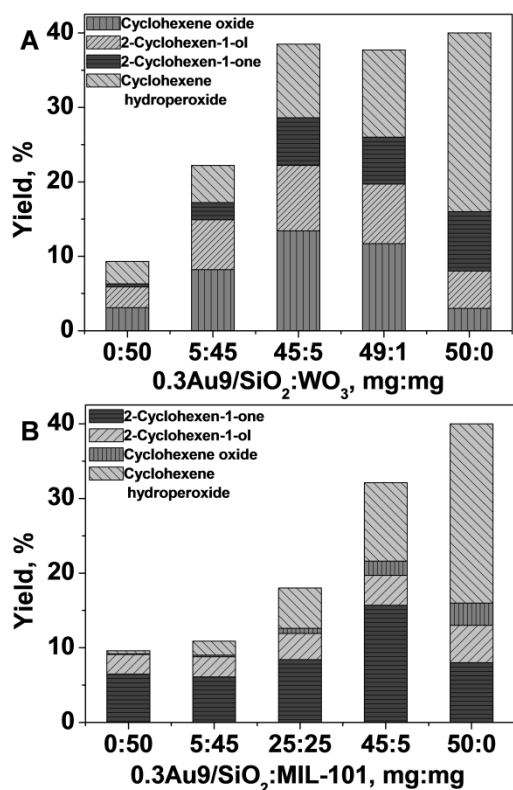 A
Cyclohexene oxide
2-Cyclohexen-1-ol
2-Cyclohexen-1-one
Cyclohexene
hydroperoxide
Yield, %
40
30
20
10
0
0:50 5:45 45:5 49:1 50:0
0.3Au9/SiO₂:WO₃, mg:mg
B
2-Cyclohexen-1-one
2-Cyclohexen-1-ol
Cyclohexene oxide
Cyclohexene
hydroperoxide
Yield, %
40
30
20
10
0
0:50 5:45 25:25 45:5 50:0
0.3Au9/SiO₂:MIL-101, mg:mg